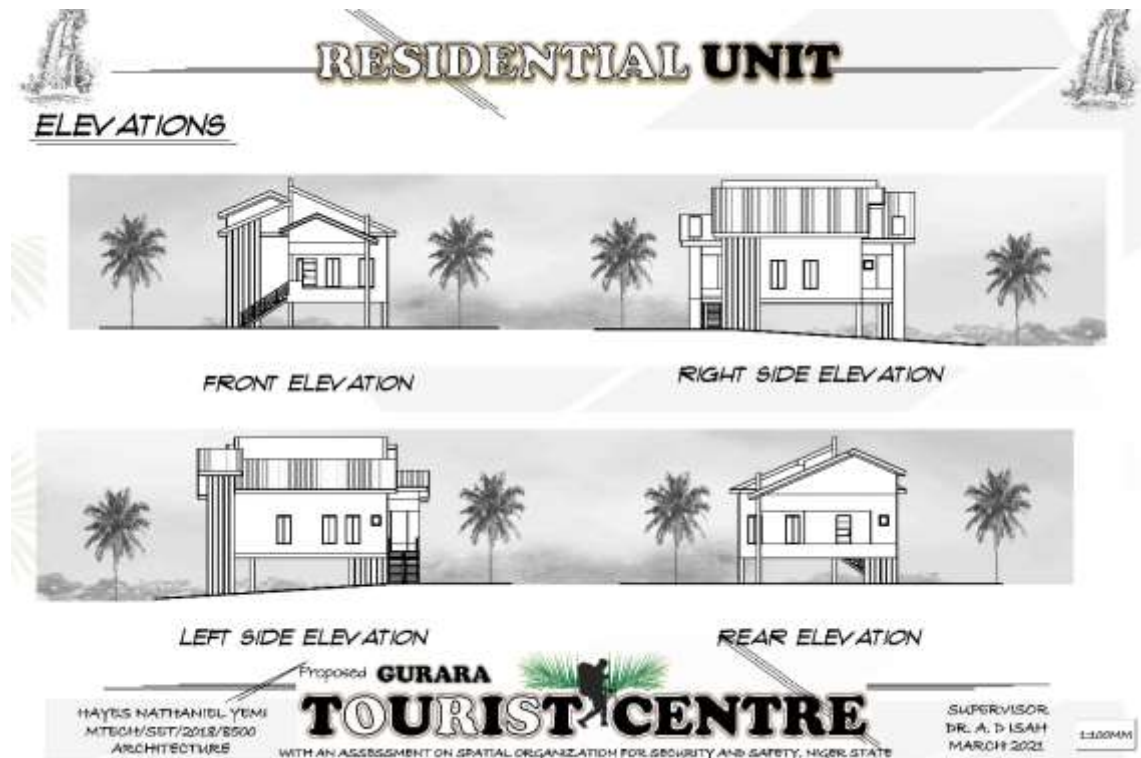 RESIDENTIAL UNIT
ELEVATIONS
FRONT ELEVATION
RIGHT SIDE ELEVATION
LEFT SIDE ELEVATION
REAR ELEVATION
Proposed GURARA
TOURIST CENTRE
WITH AN ASSESSMENT ON SPATIAL ORGANIZATION FOR SECURITY AND SAFETY, NIGER STATE
HAYES NATHANIEL YEMI
MTECH/SET/2018/8500
ARCHITECTURE
SUPERVISOR
DR. A. D ISAH
MARCH 2021
1:100MM